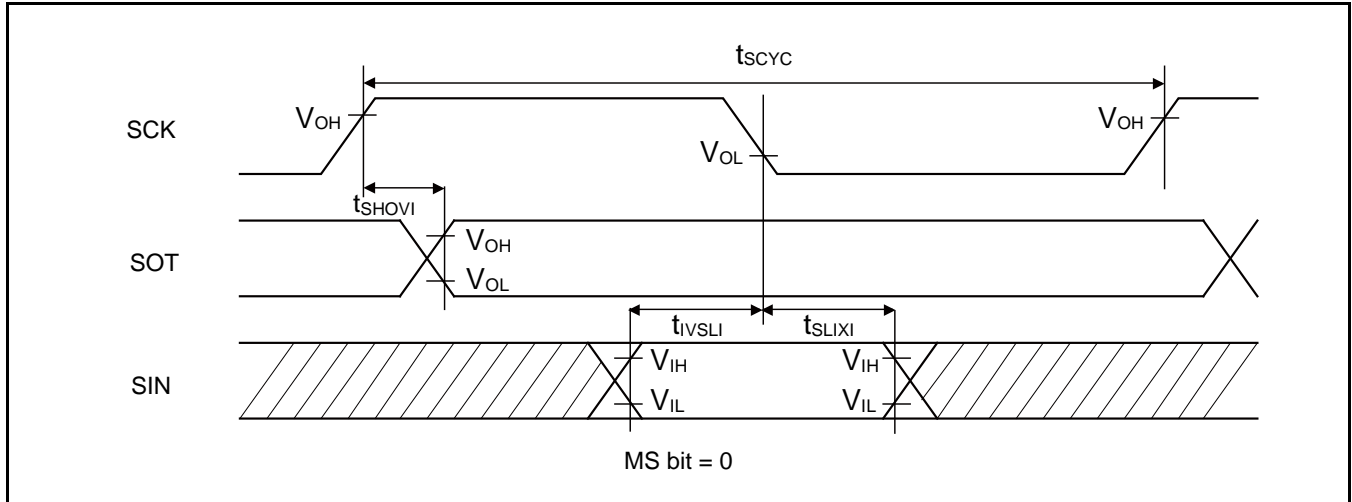 tSCYC
SCK
VOH
VOL
VOH
tSHOVI
SOT
VOH
VOL
tIVSLI
tSLIXI
SIN
VIH
VIH
VIL
VIL
MS bit = 0